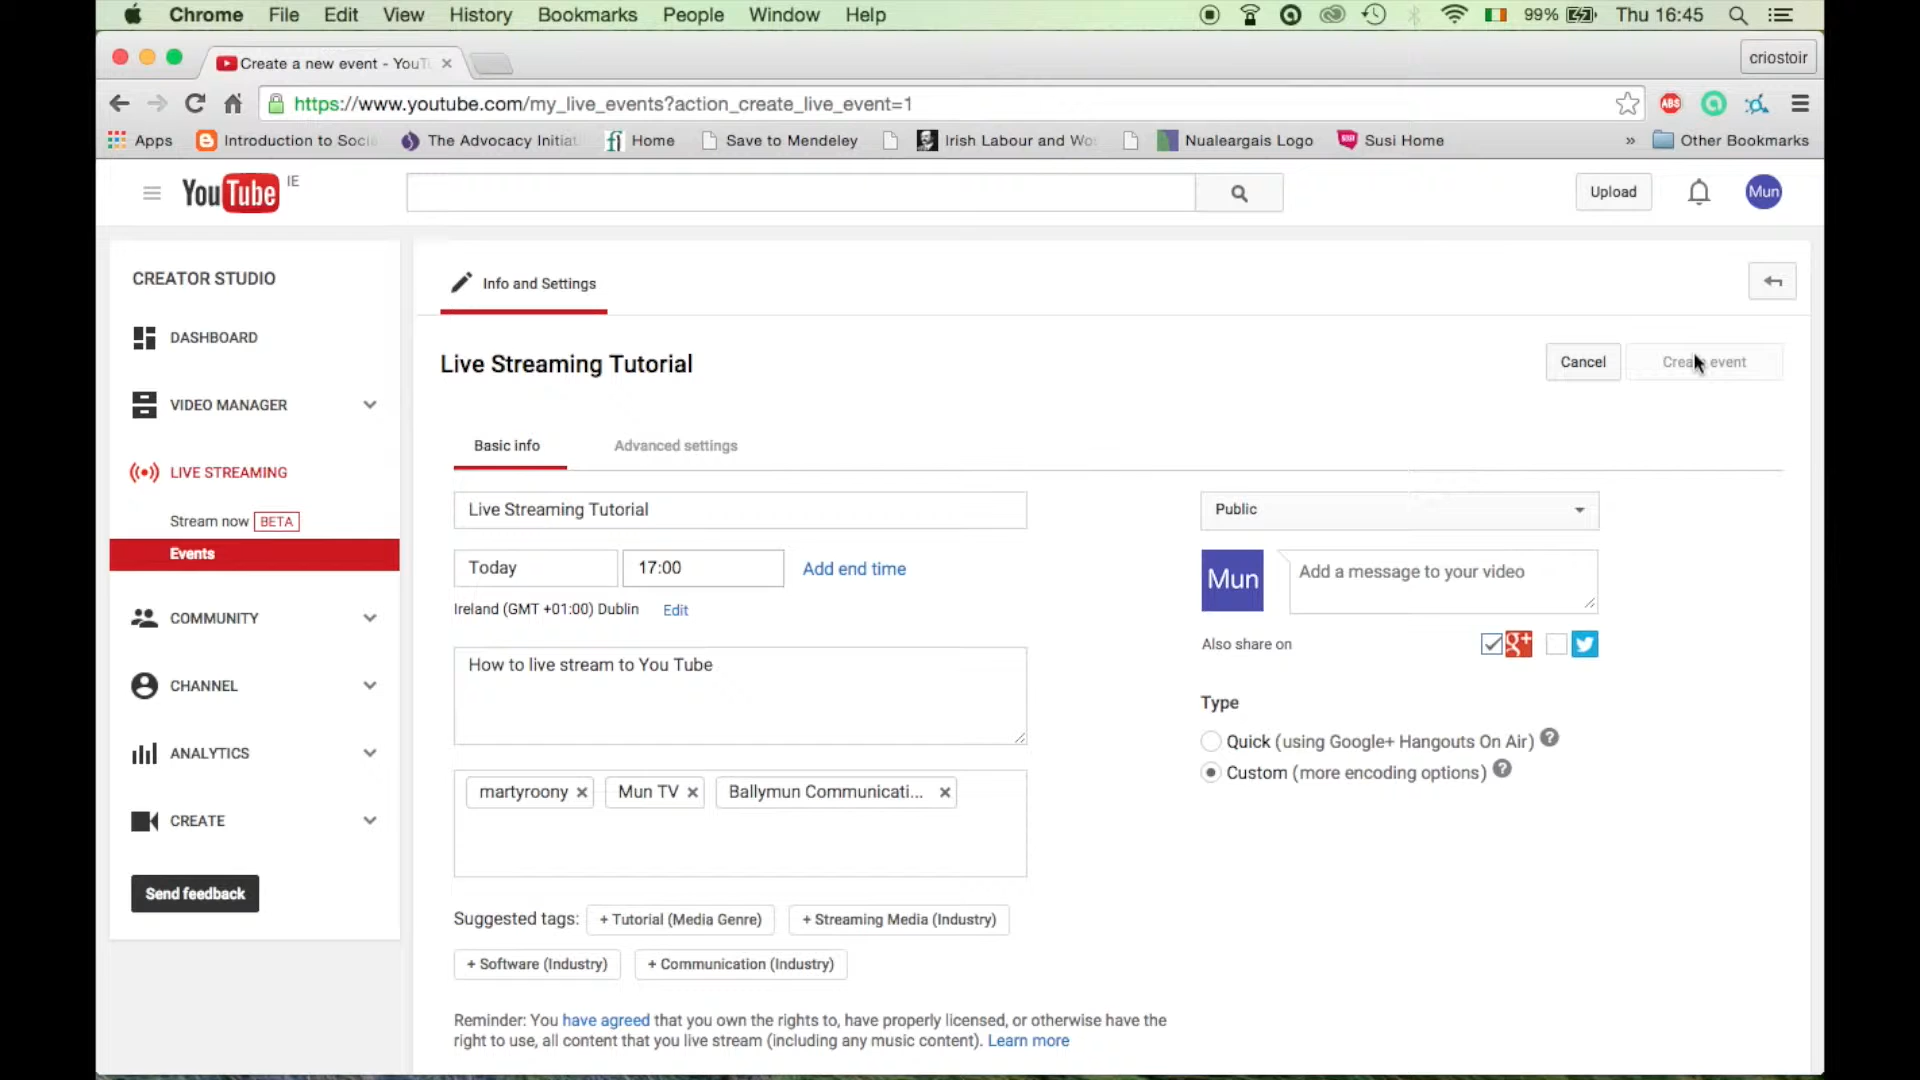 Chrome File Edit View History Bookmarks People Window Help 99% Thu 16:45
Create a new event - YouT criostoir
https://www.youtube.com/my_live_events?action_create_live_event=1 ABS
Apps Introduction to Soci The Advocacy Initiat Home Save to Mendeley Irish Labour and Wo Nualeargais Logo Susi Home » Other Bookmarks
YouTube IE Upload Mun
CREATOR STUDIO
Info and Settings
DASHBOARD
Live Streaming Tutorial Cancel Create event
VIDEO MANAGER
Basic info Advanced settings
LIVE STREAMING
Live Streaming Tutorial Public
Stream now BETA
Events
Today 17:00 Add end time Mun Add a message to your video
Ireland (GMT +01:00) Dublin Edit
COMMUNITY
Also share on g+
How to live stream to You Tube
CHANNEL
Type
Quick (using Google+ Hangouts On Air) ?
ANALYTICS
Custom (more encoding options) ?
martyroony × Mun TV × Ballymun Communicati... ×
CREATE
Send feedback
Suggested tags: + Tutorial (Media Genre) + Streaming Media (Industry)
+ Software (Industry) + Communication (Industry)
Reminder: You have agreed that you own the rights to, have properly licensed, or otherwise have the
right to use, all content that you live stream (including any music content). Learn more